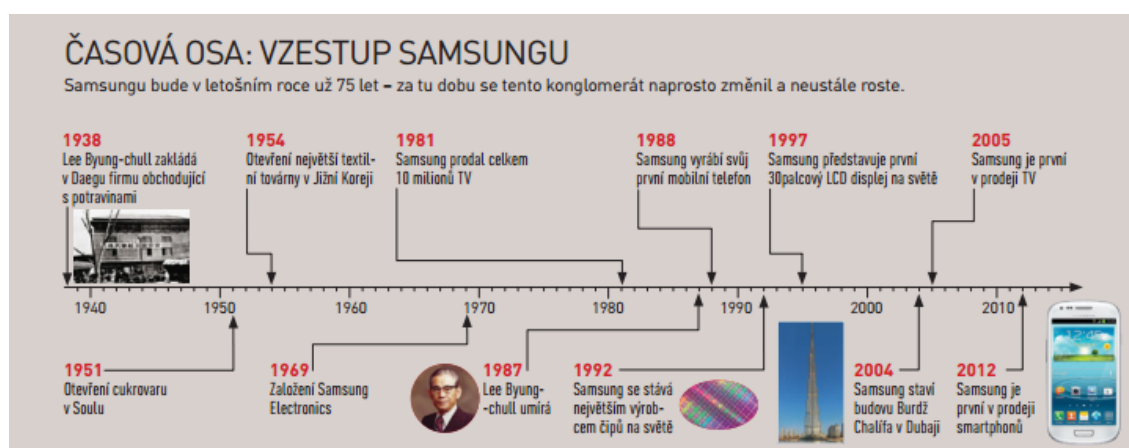 ČASOVÁ OSA: VZESTUP SAMSUNGU
Samsungu bude v letošním roce už 75 let – za tu dobu se tento konglomerát naprosto změnil a neustále roste.
1938
Lee Byung-chull zakládá
v Daegu firmu obchodující
s potravinami
1954
Otevření největší textil-
ní továrny v Jižní Koreji
1981
Samsung prodal celkem
10 milionů TV
1988
Samsung vyrábí svůj
první mobilní telefon
1997
Samsung představuje první
30palcový LCD displej na světě
2005
Samsung je první
v prodeji TV
1940
1950
1960
1970
1980
1990
2000
2010
1951
Otevření cukrovaru
v Soulu
1969
Založení Samsung
Electronics
1987
Lee Byung-
-chull umírá
1992
Samsung se stává
největším výrob-
cem čipů na světě
2004
Samsung staví
budovu Burdž
Chalífa v Dubaji
2012
Samsung je
první v prodeji
smartphonů